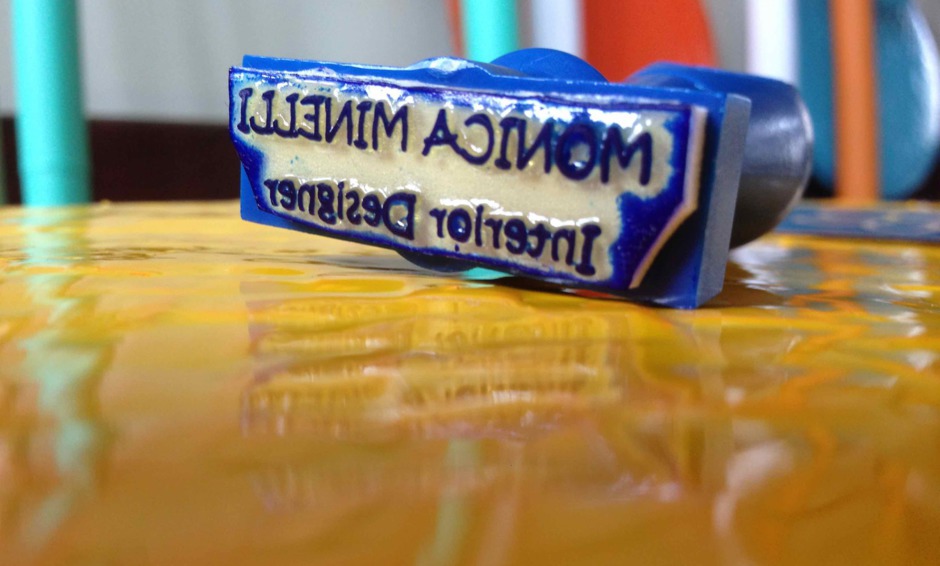 MONICA MINELLI
Interior Designer